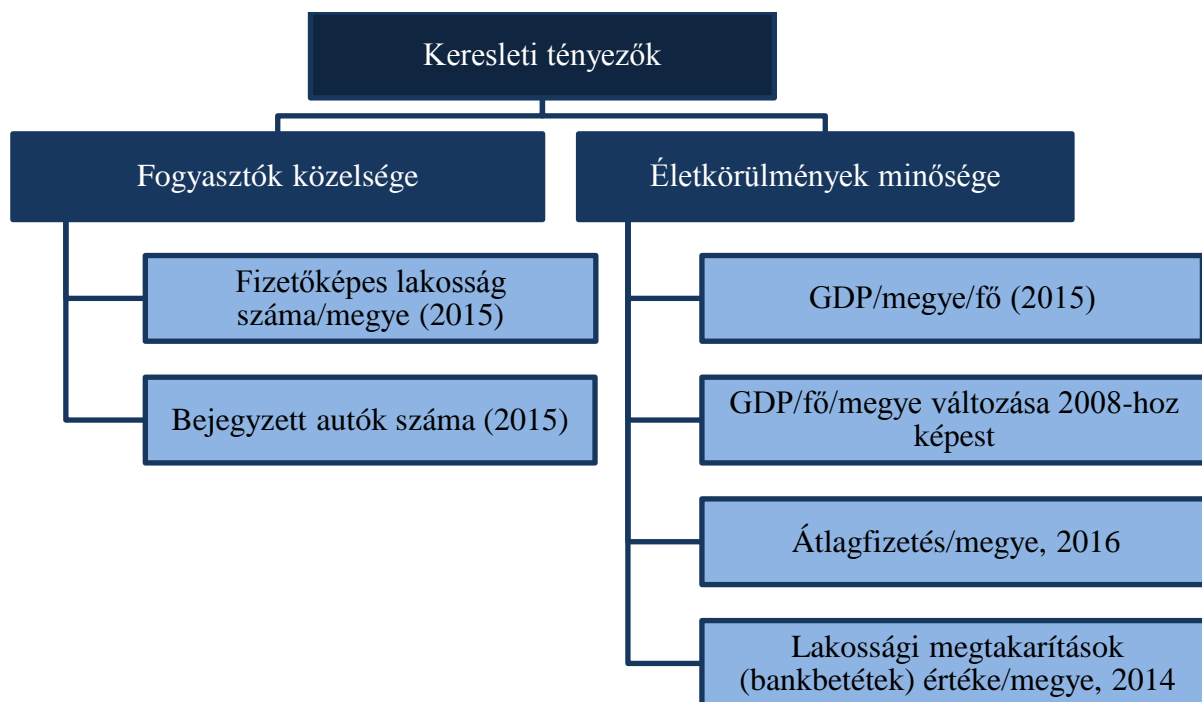 Keresleti tényezők
Fogyasztók közelsége
Fizetőképes lakosság
száma/megye (2015)
Bejegyzett autók száma (2015)
Életkörülmények minősége
GDP/megye/fő (2015)
GDP/fő/megye változása 2008-hoz
képest
Átlagfizetés/megye, 2016
Lakossági megtakarítások
(bankbetétek) értéke/megye, 2014